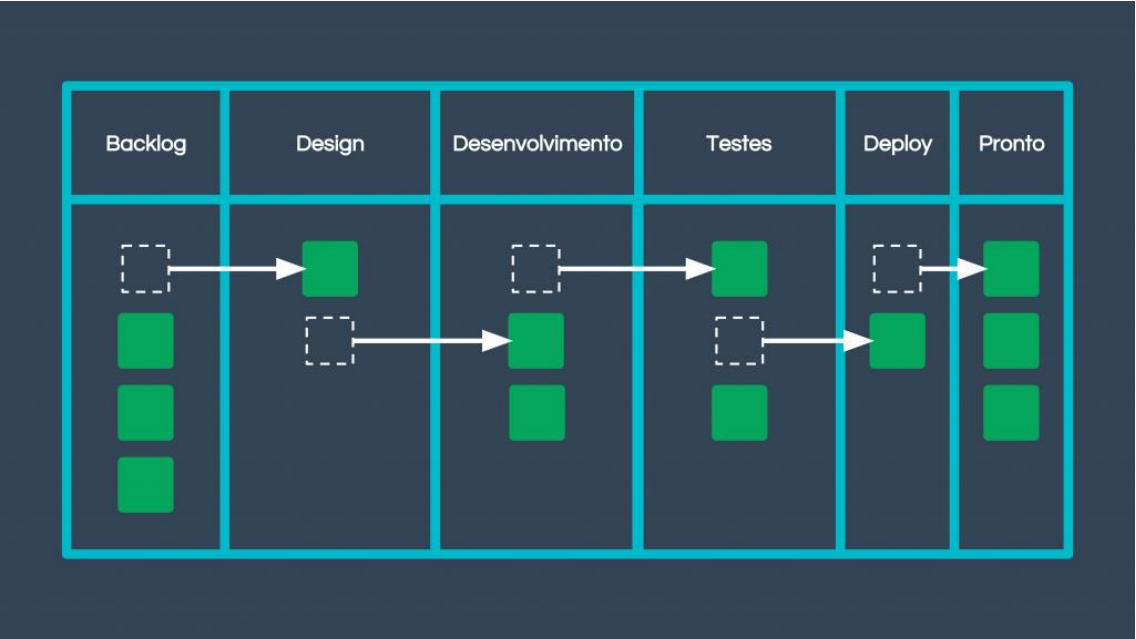 Backlog
Design
Desenvolvimento
Testes
Deploy
Pronto